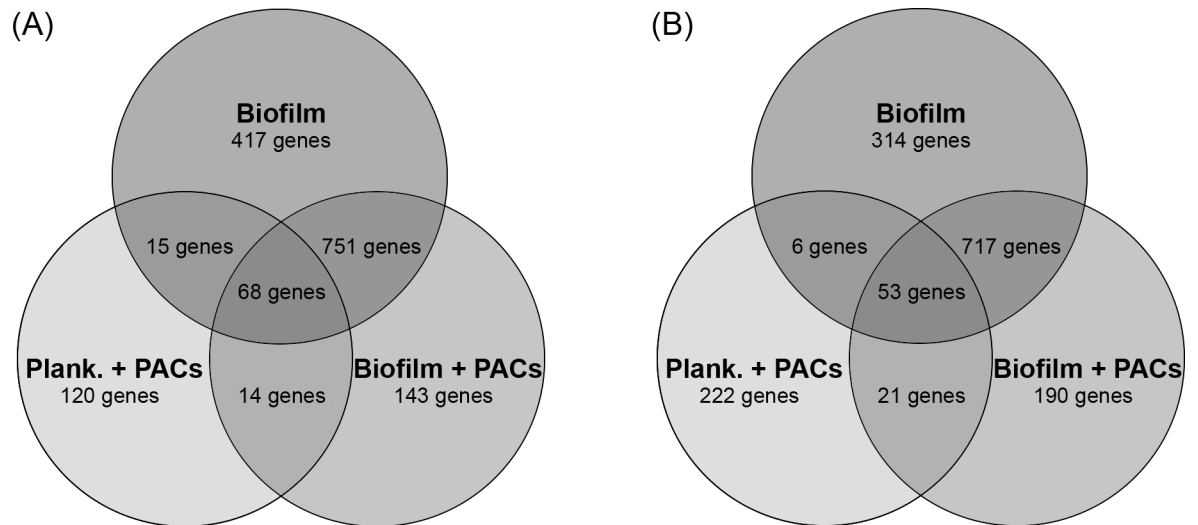 (A)
Biofilm
417 genes
15 genes
751 genes
68 genes
Plank. + PACs
120 genes
14 genes
Biofilm + PACs
143 genes
(B)
Biofilm
314 genes
6 genes
717 genes
53 genes
Plank. + PACs
222 genes
21 genes
Biofilm + PACs
190 genes